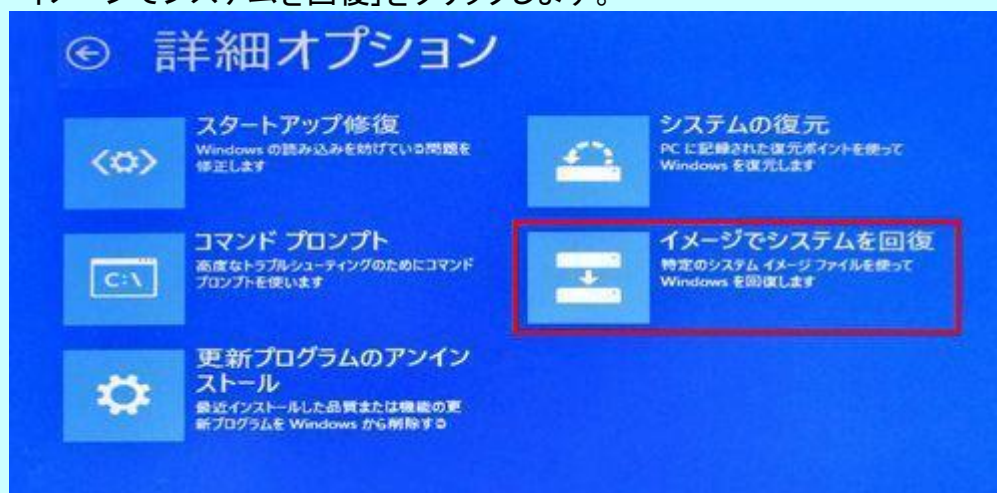 イメージでシステムを回復」をクリックします。
詳細オプション
スタートアップ修復
Windows の読み込みを妨げている問題を
修正します
システムの復元
PC に記録された復元ポイントを使って
Windows を復元します
コマンド プロンプト
高度なトラブルシューティングのためにコマンド
プロンプトを使います
C:\
イメージでシステムを回復
特定のシステム イメージ ファイルを使って
Windows を回復します
更新プログラムのアンイン
ストール
最近インストールした品質または機能の更
新プログラムを Windows から削除する